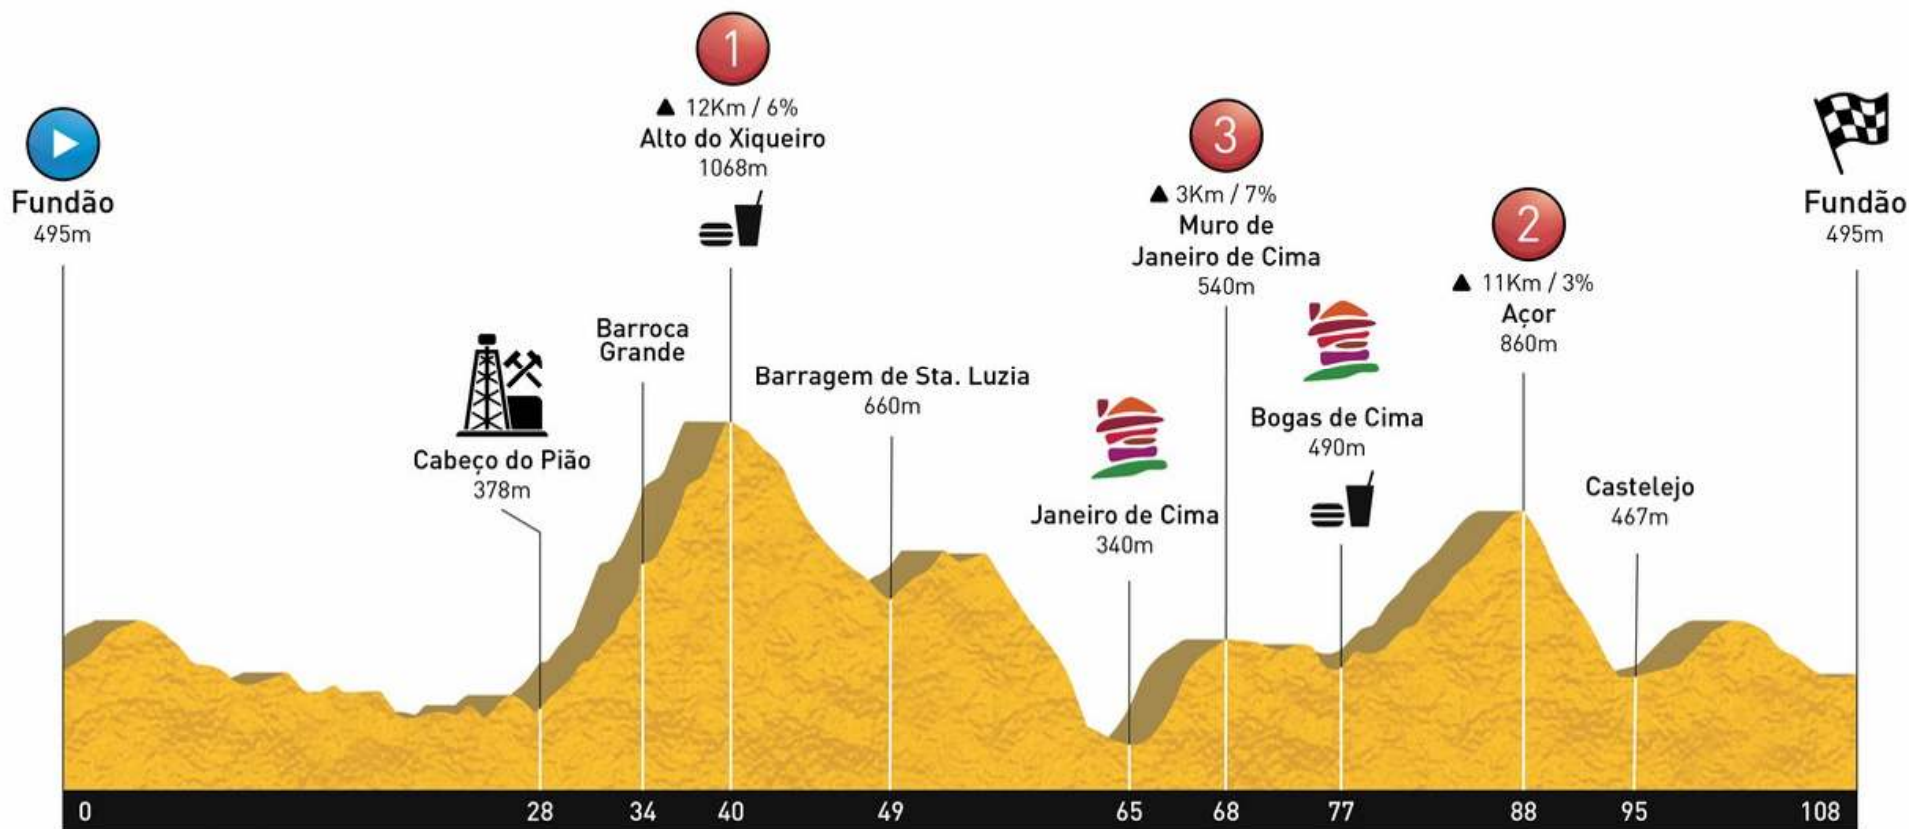 Fundão
495m
Cabeço do Pião
378m
Barroca
Grande
1
▲ 12Km / 6%
Alto do Xiqueiro
1068m
Barragem de Sta. Luzia
660m
Janeiro de Cima
340m
3
▲ 3Km / 7%
Muro de
Janeiro de Cima
540m
Bogas de Cima
490m
2
▲ 11Km / 3%
Açor
860m
Castelejo
467m
Fundão
495m
0 28 34 40 49 65 68 77 88 95 108